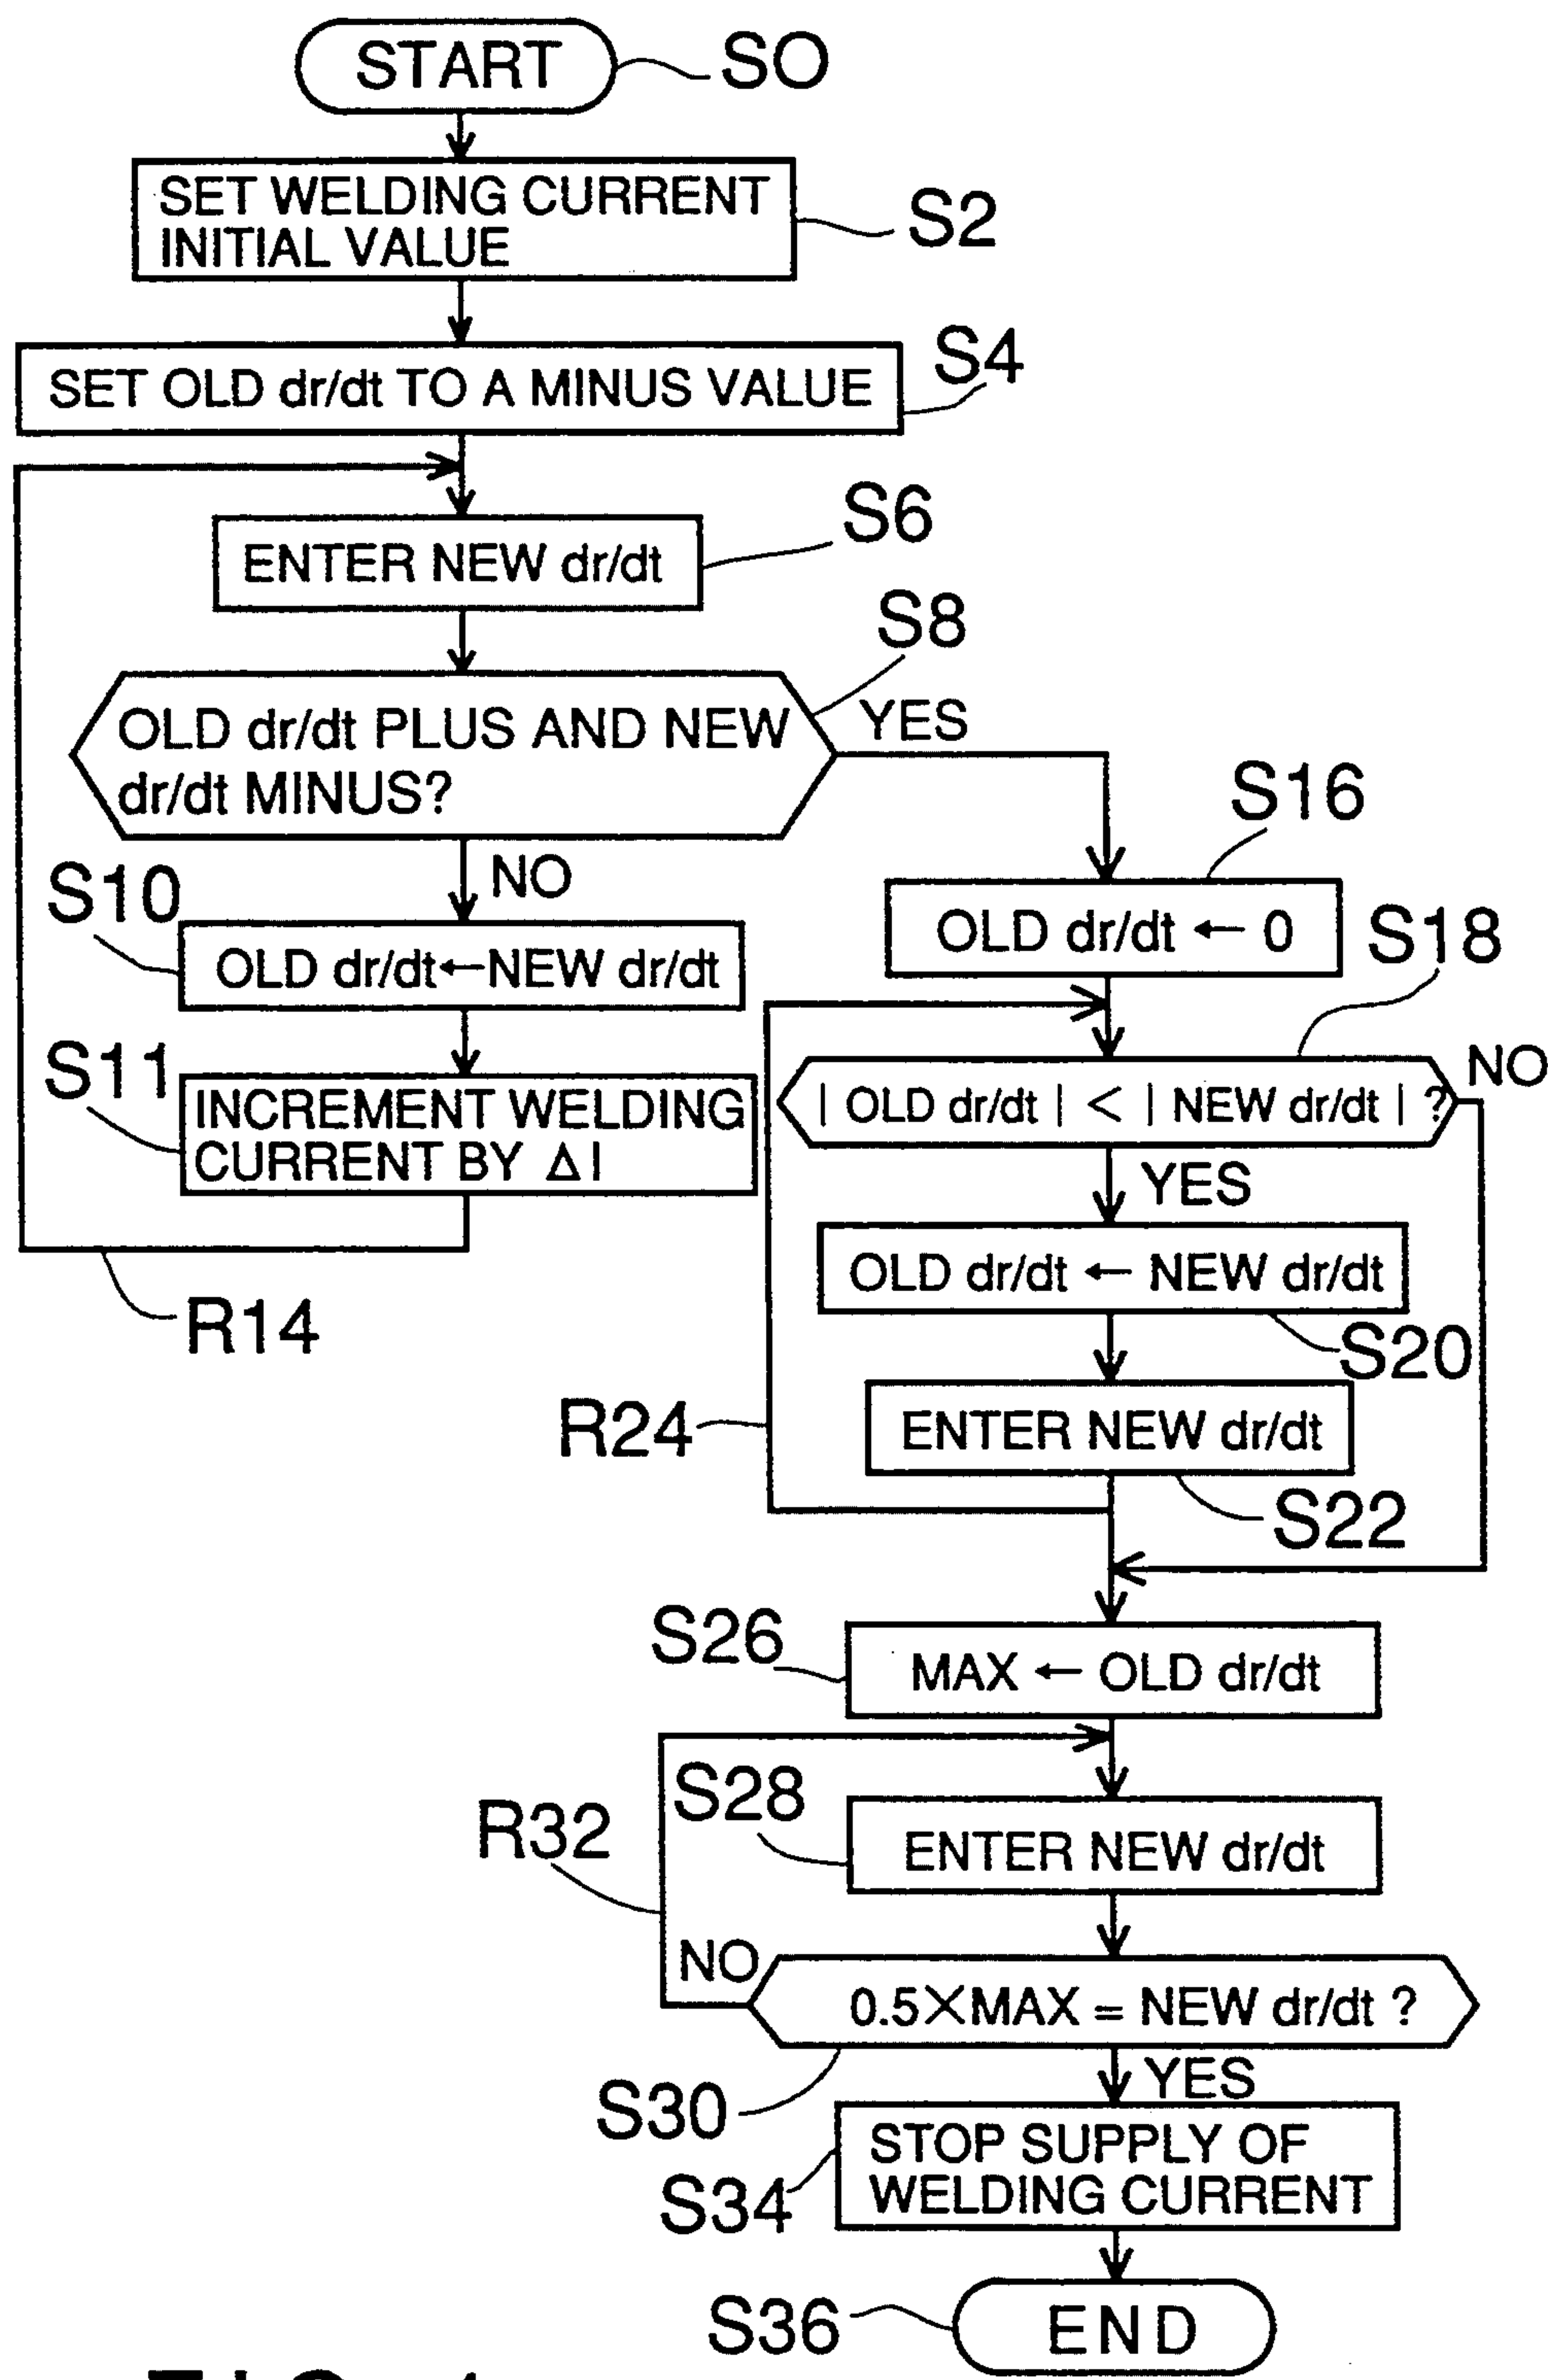 START
SO
SET WELDING CURRENT
INITIAL VALUE
S2
SET OLD dr/dt TO A MINUS VALUE
S4
ENTER NEW dr/dt
S6
OLD dr/dt PLUS AND NEW
dr/dt MINUS?
S8
YES
NO
S10
OLD dr/dt←NEW dr/dt
S11
INCREMENT WELDING
CURRENT BY ΔI
R14
S16
OLD dr/dt ← 0
S18
| OLD dr/dt | < | NEW dr/dt | ?
NO
YES
OLD dr/dt ← NEW dr/dt
S20
R24
ENTER NEW dr/dt
S22
S26
MAX ← OLD dr/dt
R32
S28
ENTER NEW dr/dt
NO
0.5×MAX = NEW dr/dt ?
S30
YES
S34
STOP SUPPLY OF
WELDING CURRENT
S36
END